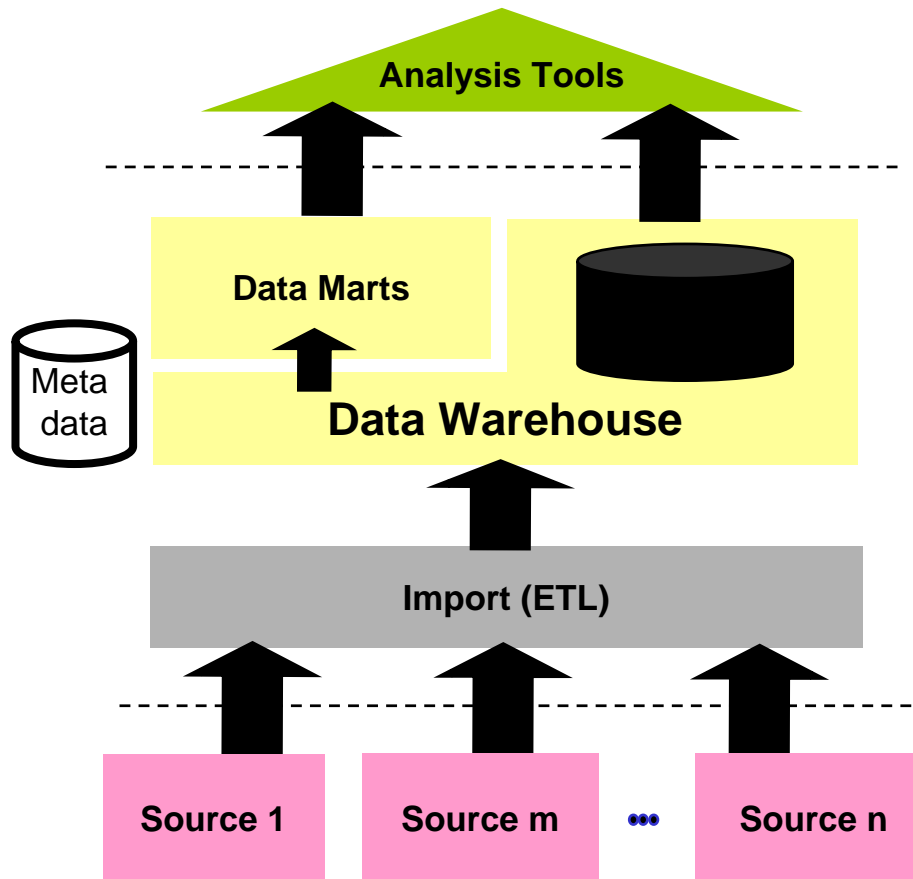 Analysis Tools
Data Marts
Meta
data
Data Warehouse
Import (ETL)
Source 1
Source m
Source n